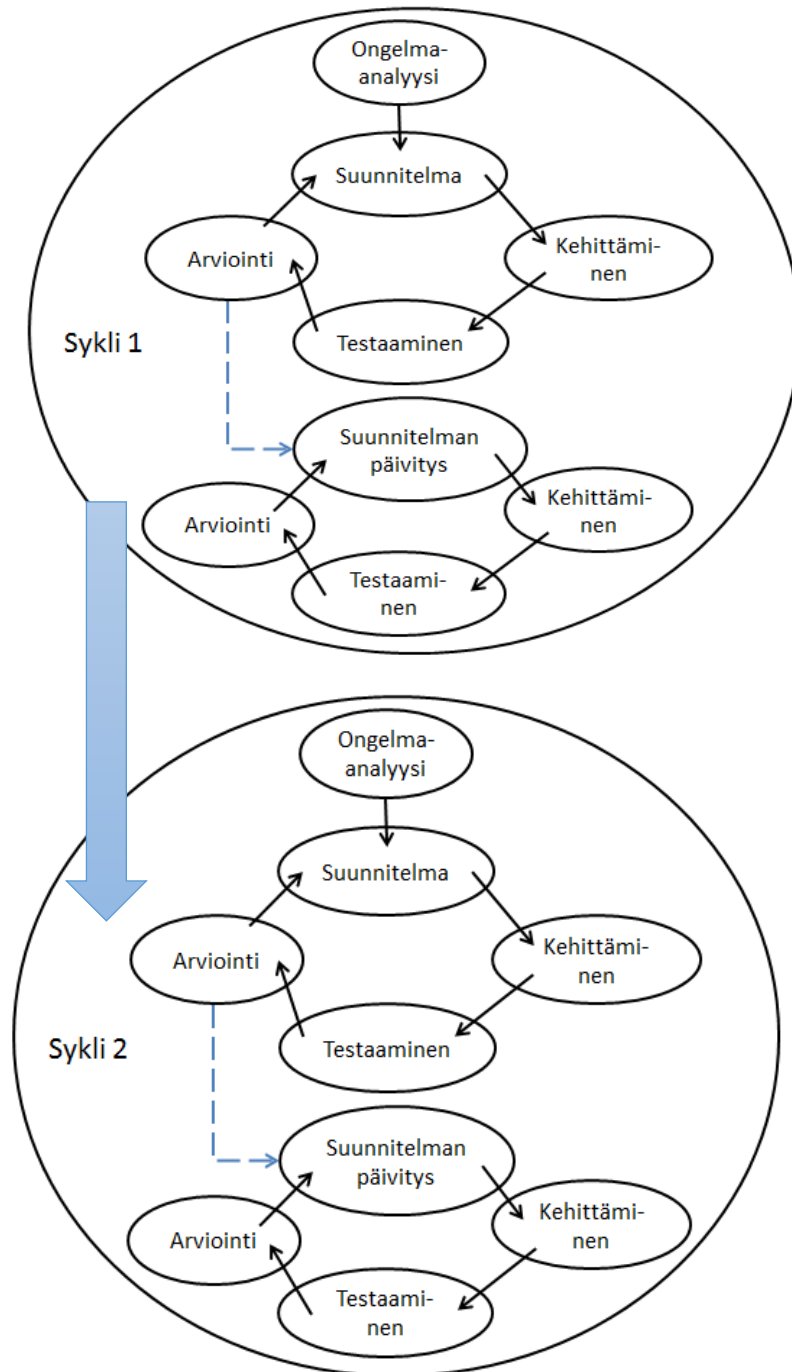 Ongelma-
analyysi
Suunnitelma
Arviointi
Kehittämi-
nen
Sykli 1
Testaaminen
Suunnitelman
päivitys
Arviointi
Kehittämi-
nen
Testaami-
nen
Ongelma-
analyysi
Suunnitelma
Arviointi
Kehittämi-
nen
Sykli 2
Testaaminen
Suunnitelman
päivitys
Arviointi
Kehittämi-
nen
Testaami-
nen